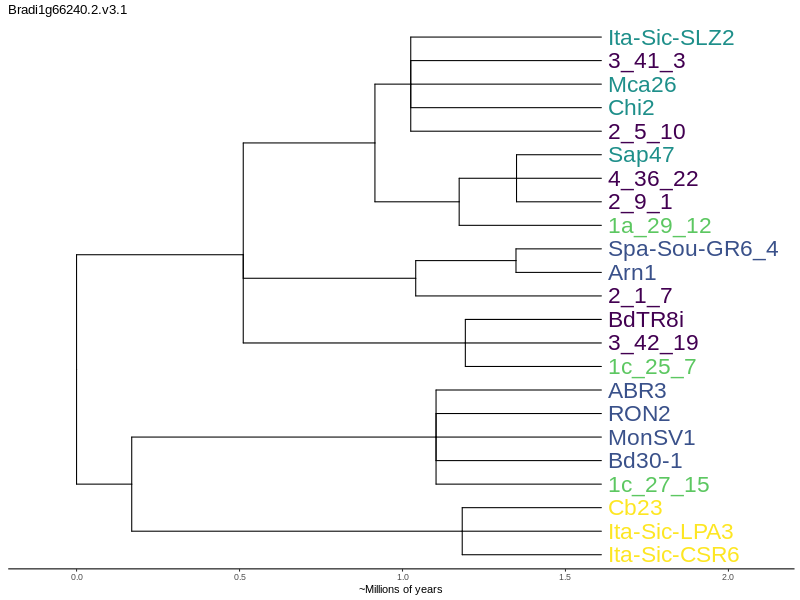 Bradi1g66240.2.v3.1
Ita-Sic-SLZ2
3_41_3
Mca26
Chi2
2_5_10
Sap47
4_36_22
2_9_1
1a_29_12
Spa-Sou-GR6_4
Arn1
2_1_7
BdTR8i
3_42_19
1c_25_7
ABR3
RON2
MonSV1
Bd30-1
1c_27_15
Cb23
Ita-Sic-LPA3
Ita-Sic-CSR6
0.0 0.5 1.0 1.5 2.0
~Millions of years